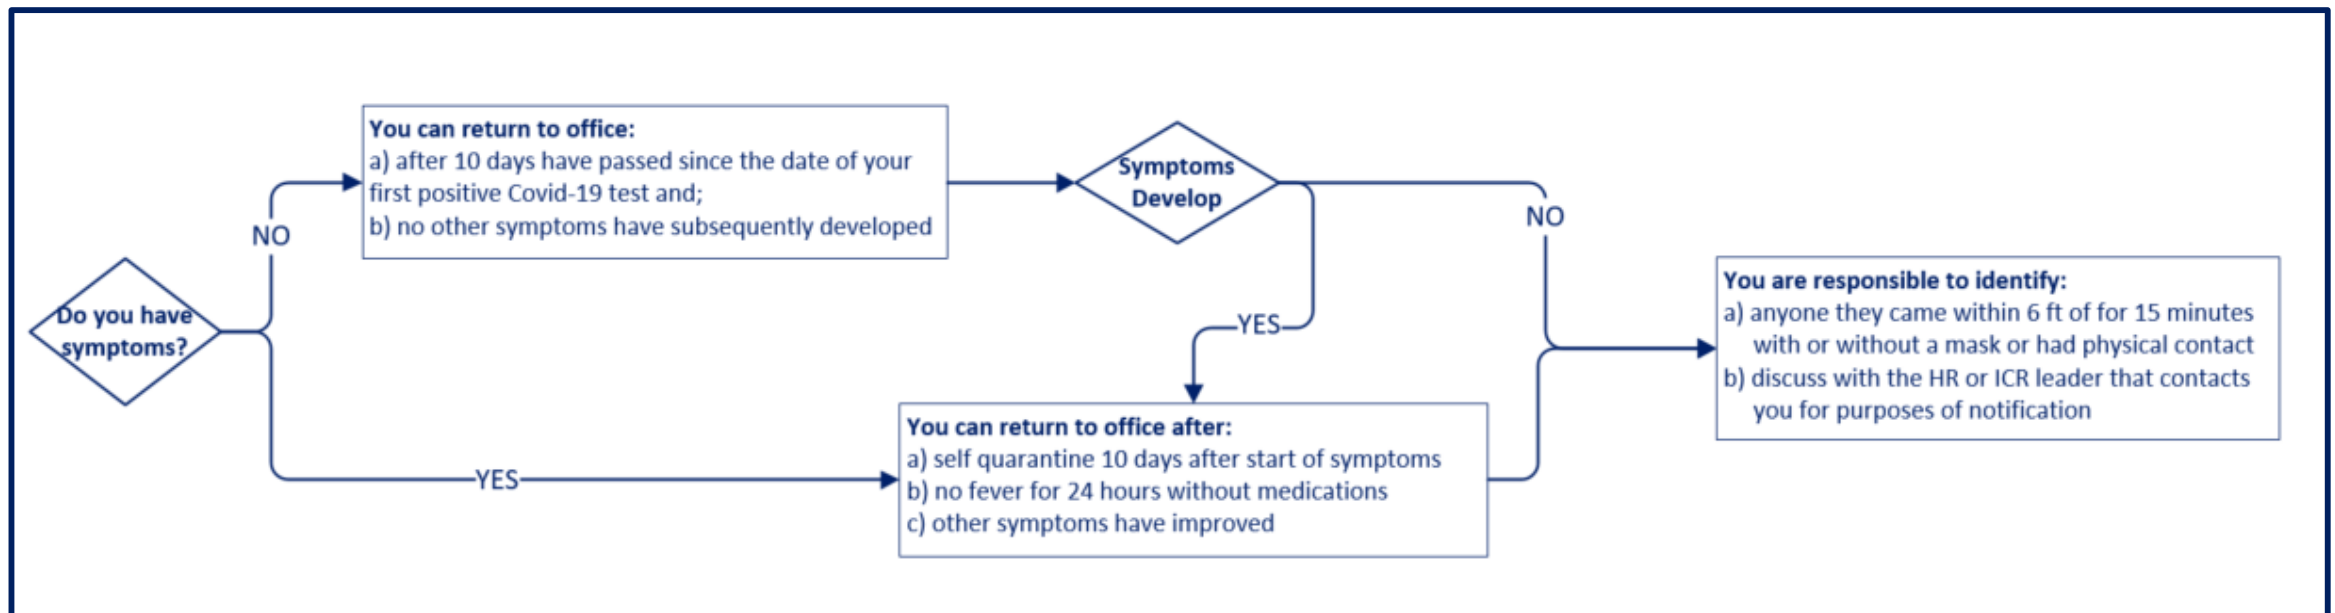 Do you have
symptoms?
NO
YES
You can return to office:
a) after 10 days have passed since the date of your
first positive Covid-19 test and;
b) no other symptoms have subsequently developed
Symptoms
Develop
NO
YES
You can return to office after:
a) self quarantine 10 days after start of symptoms
b) no fever for 24 hours without medications
c) other symptoms have improved
You are responsible to identify:
a) anyone they came within 6 ft of for 15 minutes
with or without a mask or had physical contact
b) discuss with the HR or ICR leader that contacts
you for purposes of notification